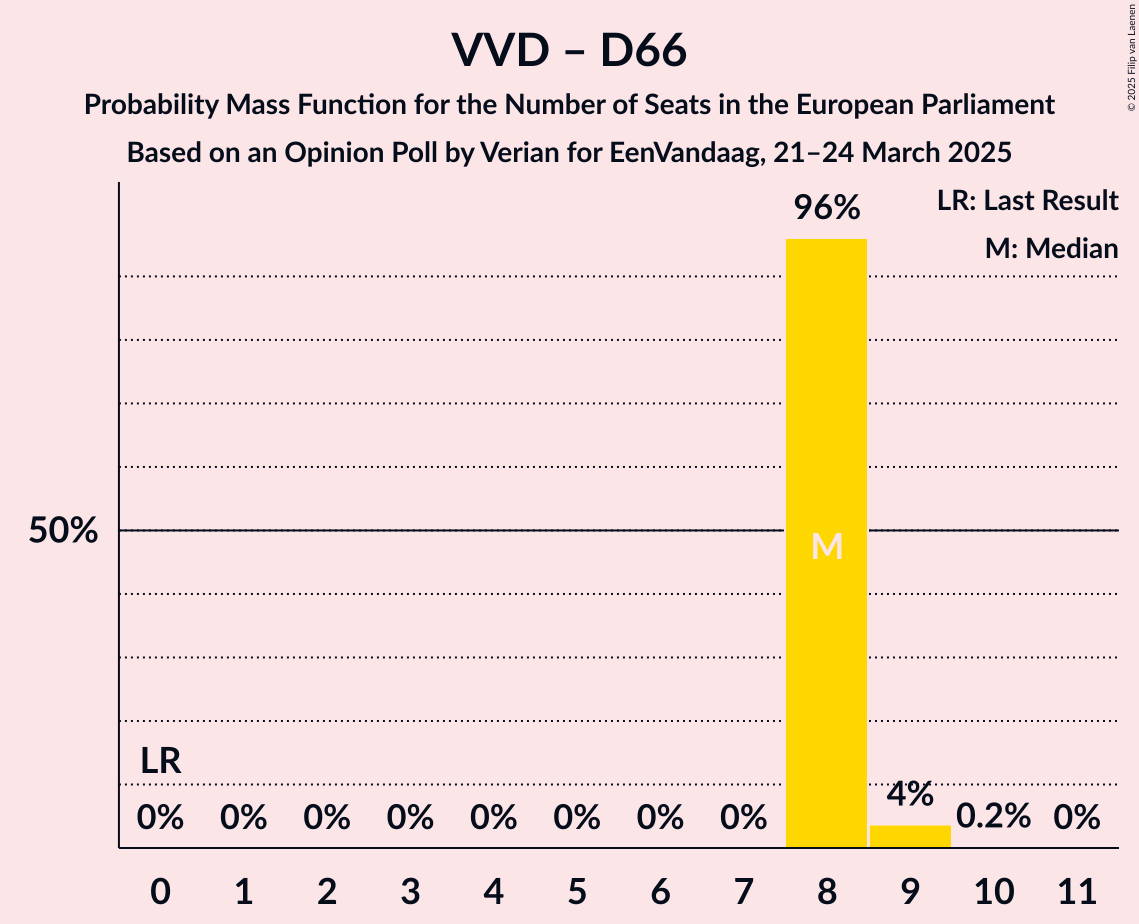 VVD – D66
Probability Mass Function for the Number of Seats in the European Parliament
Based on an Opinion Poll by Verian for EenVandaag, 21–24 March 2025
© 2025 Filip van Laenen
LR: Last Result
M: Median
96%
50%
M
LR
0% 0% 0% 0% 0% 0% 0% 0% 4% 0.2% 0%
0 1 2 3 4 5 6 7 8 9 10 11